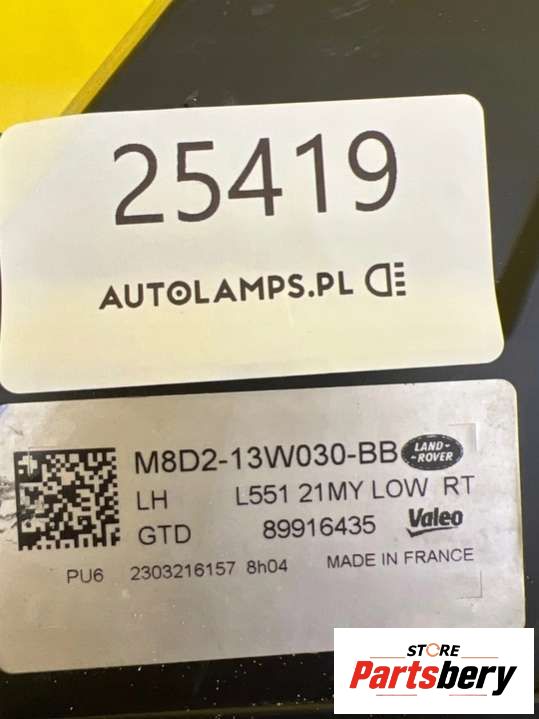 25419
AUTOLAMPS.PL
M8D2-13W030-BB LAND-ROVER
LH L551 21MY LOW RT
GTD 89916435 Valeo
PU6 2303216157 8h04 MADE IN FRANCE
STORE
Partsbery